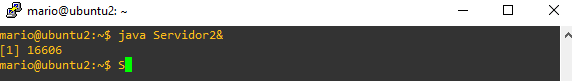 mario@ubuntu2: ~
mario@ubuntu2:~$ java Servidor2&
[1] 16606
mario@ubuntu2:~$ S